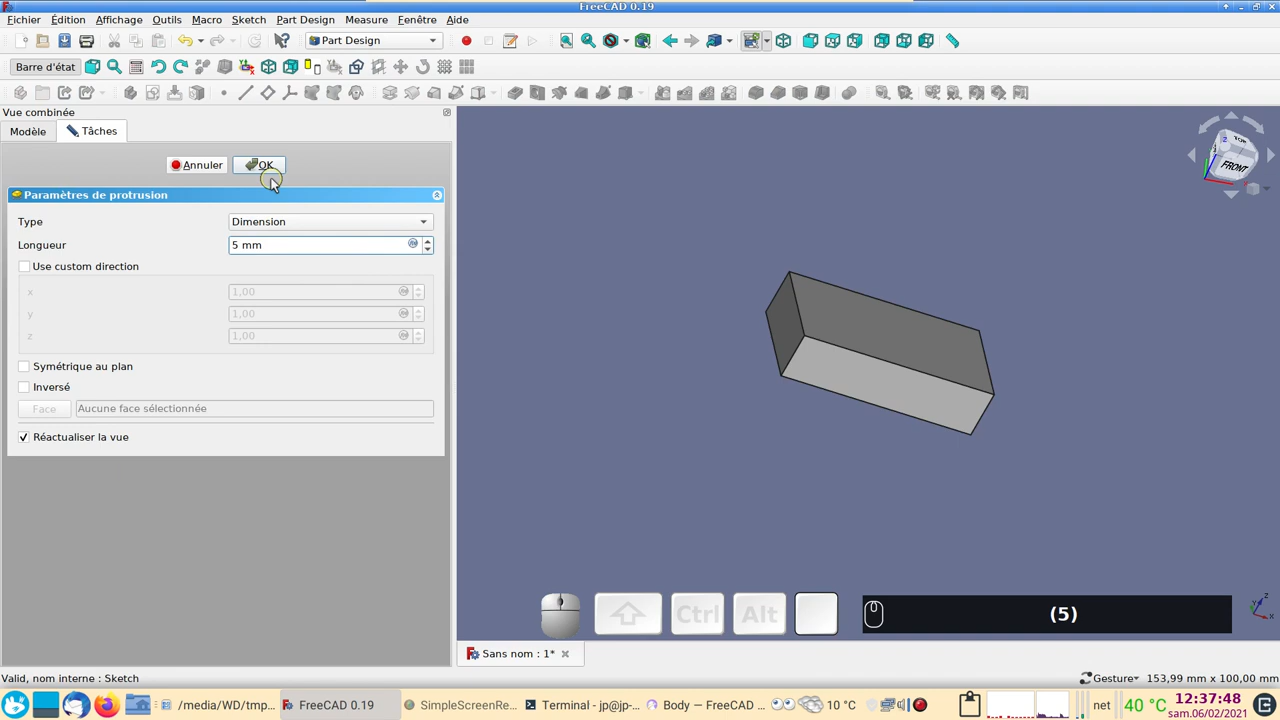 FreeCAD 0.19
Fichier Édition Affichage Outils Macro Sketch Part Design Measure Fenêtre Aide
Part Design
Barre d'état
Vue combinée
Modèle Tâches
Annuler OK
Paramètres de protrusion
Type Dimension
Longueur 5 mm
Use custom direction
x 1,00
y 1,00
z 1,00
Symétrique au plan
Inversé
Face Aucune face sélectionnée
Réactualiser la vue
TOP
FRONT
Ctrl Alt (5)
Sans nom : 1*
Valid, nom interne : Sketch Gesture 153,99 mm x 100,00 mm
/media/WD/tmp... FreeCAD 0.19 SimpleScreenRe... Terminal - jp@jp-... Body — FreeCAD ... 10 °C net 40 °C 12:37:48
sam.06/02/2021